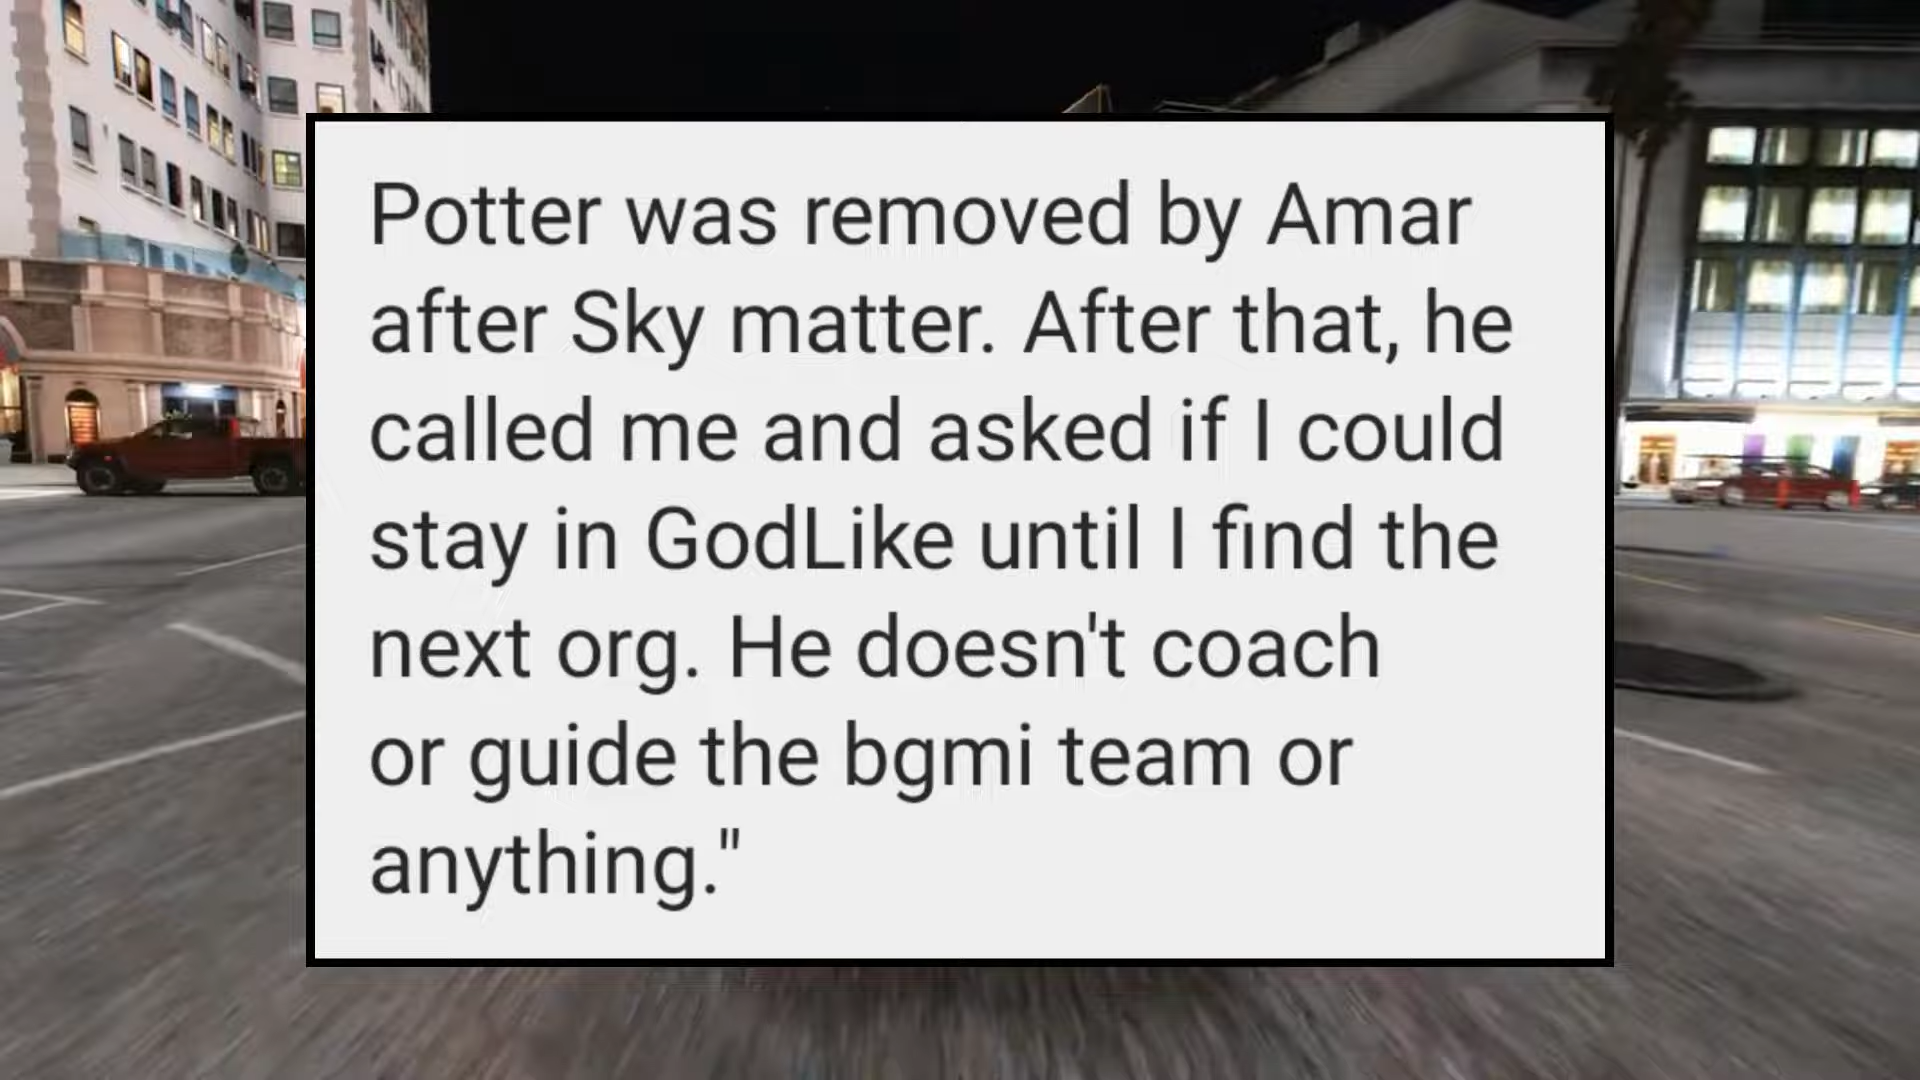 Potter was removed by Amar
after Sky matter. After that, he
called me and asked if I could
stay in GodLike until I find the
next org. He doesn't coach
or guide the bgmi team or
anything."